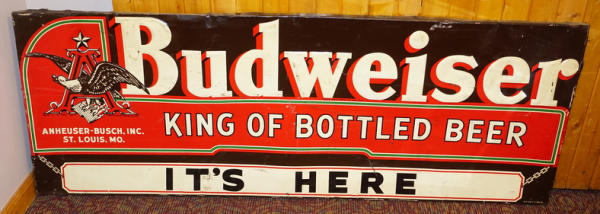 Budweiser
ANHEUSER-BUSCH, INC.
ST. LOUIS, MO.
KING OF BOTTLED BEER
IT'S HERE